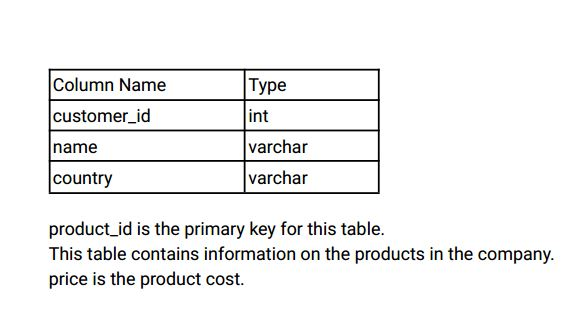 Column Name Type
customer_id int
name varchar
country varchar
product_id is the primary key for this table.
This table contains information on the products in the company.
price is the product cost.